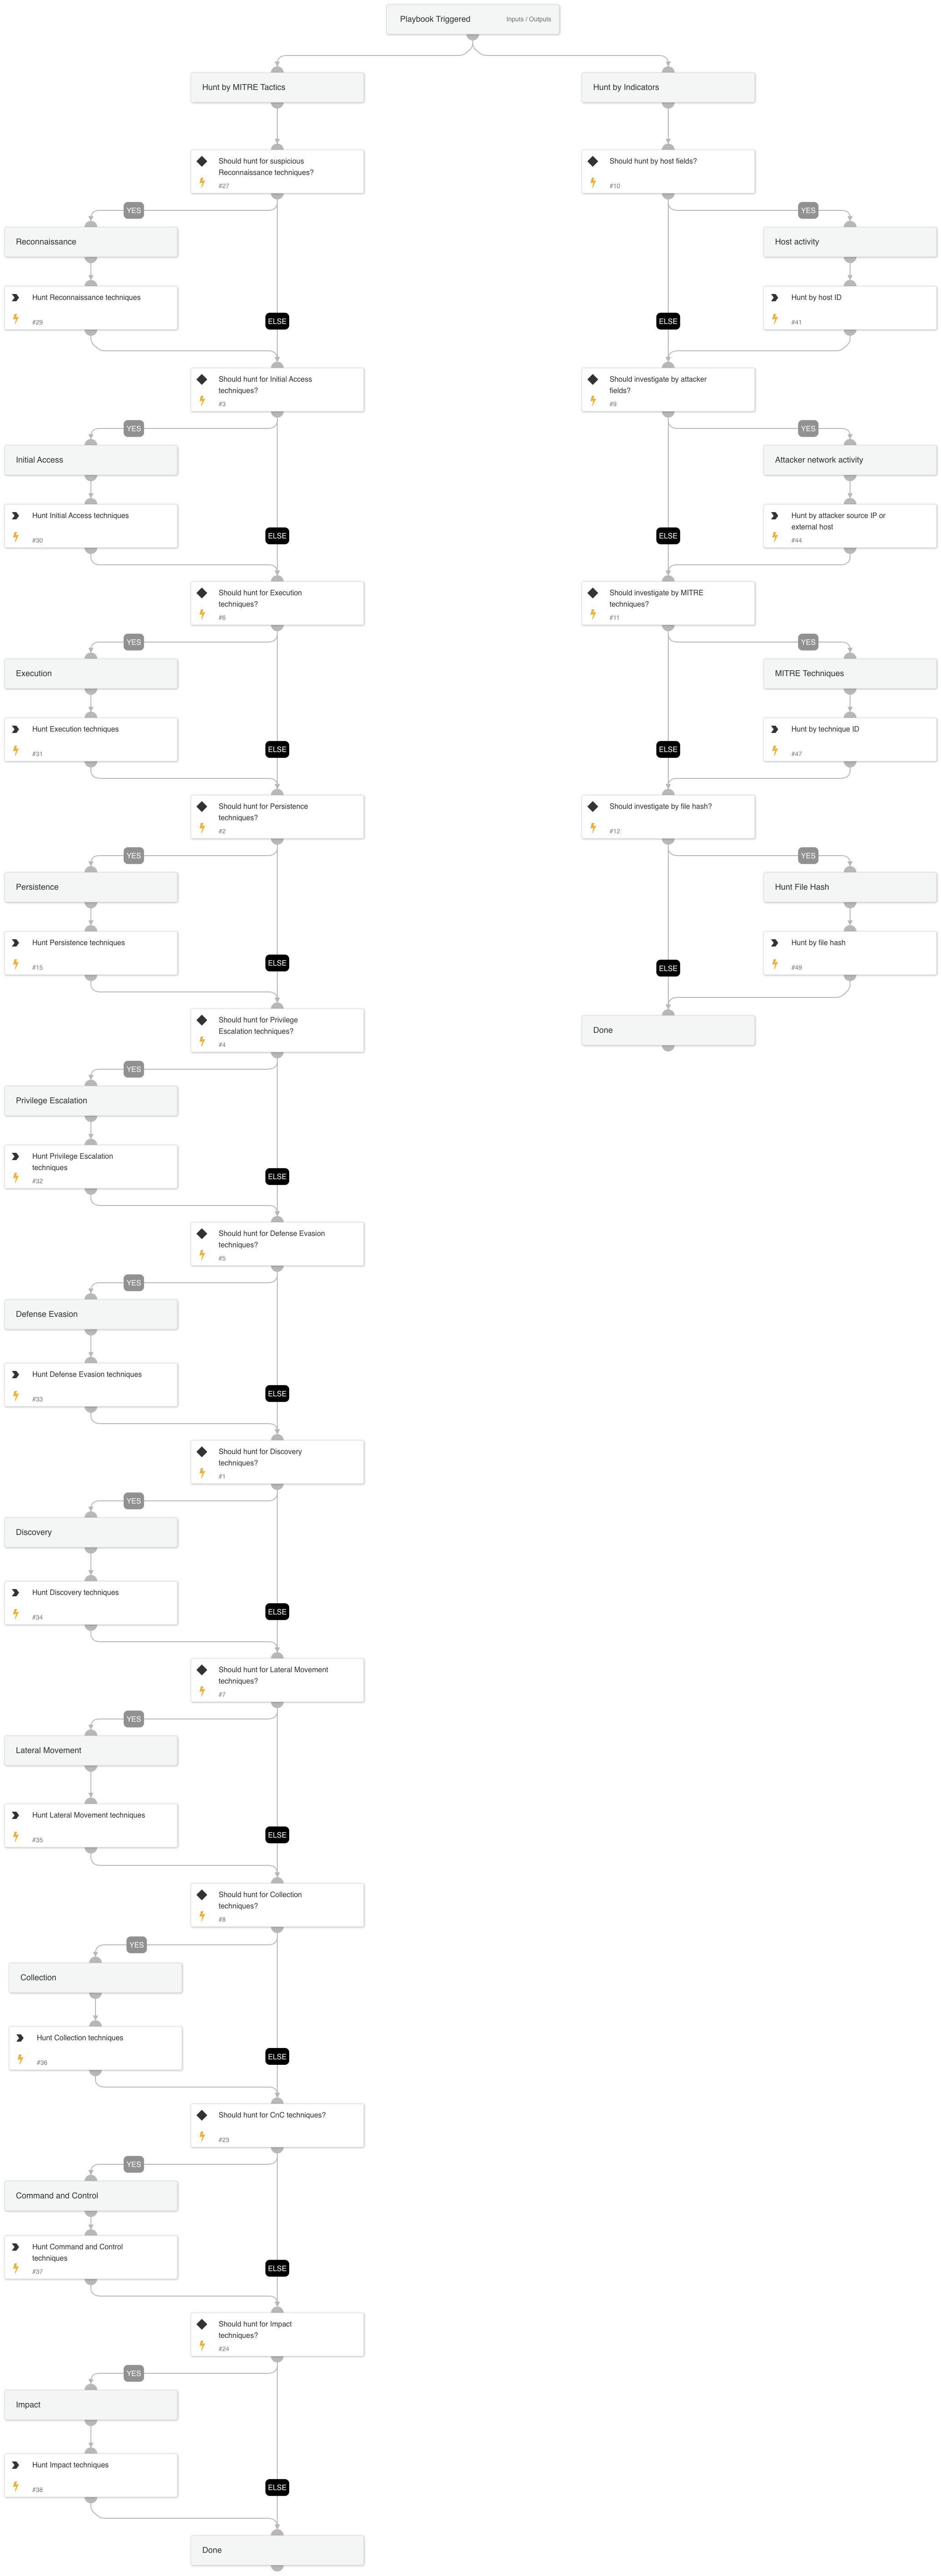 Playbook Triggered
Inputs / Outputs
Hunt by MITRE Tactics
Hunt by Indicators
Should hunt for suspicious
Reconnaissance techniques?
#27
Should hunt by host fields?
#10
YES
YES
Reconnaissance
Host activity
Hunt Reconnaissance techniques
#29
Hunt by host ID
#41
ELSE
ELSE
Should hunt for Initial Access
techniques?
#3
Should investigate by attacker
fields?
#9
YES
YES
Initial Access
Attacker network activity
Hunt Initial Access techniques
#30
Hunt by attacker source IP or
external host
#44
ELSE
ELSE
Should hunt for Execution
techniques?
#6
Should investigate by MITRE
techniques?
#11
YES
YES
Execution
MITRE Techniques
Hunt Execution techniques
#31
Hunt by technique ID
#47
ELSE
ELSE
Should hunt for Persistence
techniques?
#2
Should investigate by file hash?
#12
YES
YES
Persistence
Hunt File Hash
Hunt Persistence techniques
#15
Hunt by file hash
#49
ELSE
ELSE
Should hunt for Privilege
Escalation techniques?
#4
Done
YES
Privilege Escalation
Hunt Privilege Escalation
techniques
#32
ELSE
Should hunt for Defense Evasion
techniques?
#5
YES
Defense Evasion
Hunt Defense Evasion techniques
#33
ELSE
Should hunt for Discovery
techniques?
#1
YES
Discovery
Hunt Discovery techniques
#34
ELSE
Should hunt for Lateral Movement
techniques?
#7
YES
Lateral Movement
Hunt Lateral Movement techniques
#35
ELSE
Should hunt for Collection
techniques?
#8
YES
Collection
Hunt Collection techniques
#36
ELSE
Should hunt for CnC techniques?
#23
YES
Command and Control
Hunt Command and Control
techniques
#37
ELSE
Should hunt for Impact
techniques?
#24
YES
Impact
Hunt Impact techniques
#38
ELSE
Done